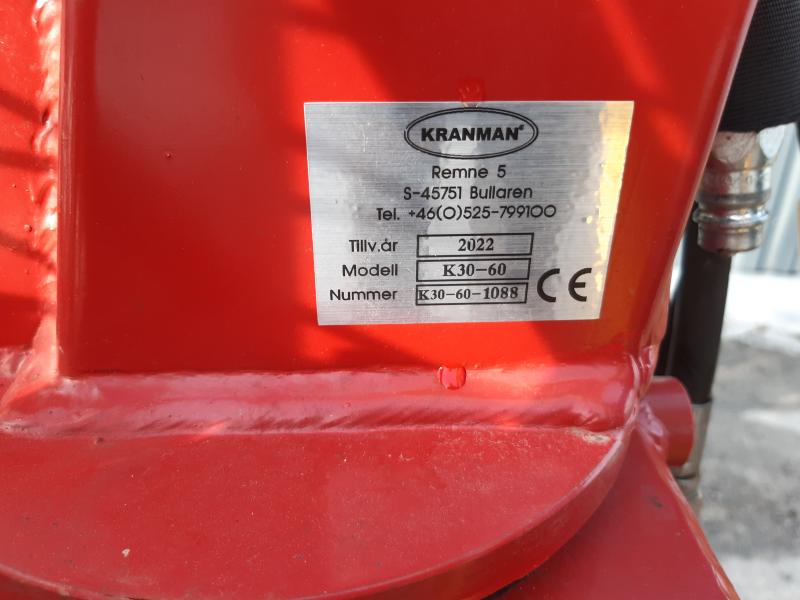 KRANMAN®
Remne 5
S-45751 Bullaren
Tel. +46(0)525-799100
Tillv.år 2022
Modell K30-60
Nummer K30-60-1088 CE